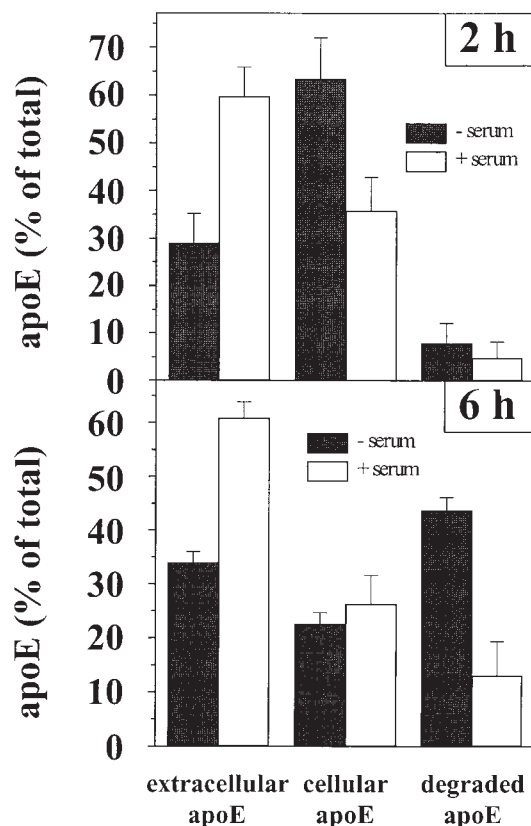 2 h
apoE (% of total)
70
60
50
40
30
20
10
0
- serum
+ serum
6 h
apoE (% of total)
60
50
40
30
20
10
0
- serum
+ serum
extracellular apoE
cellular apoE
degraded apoE